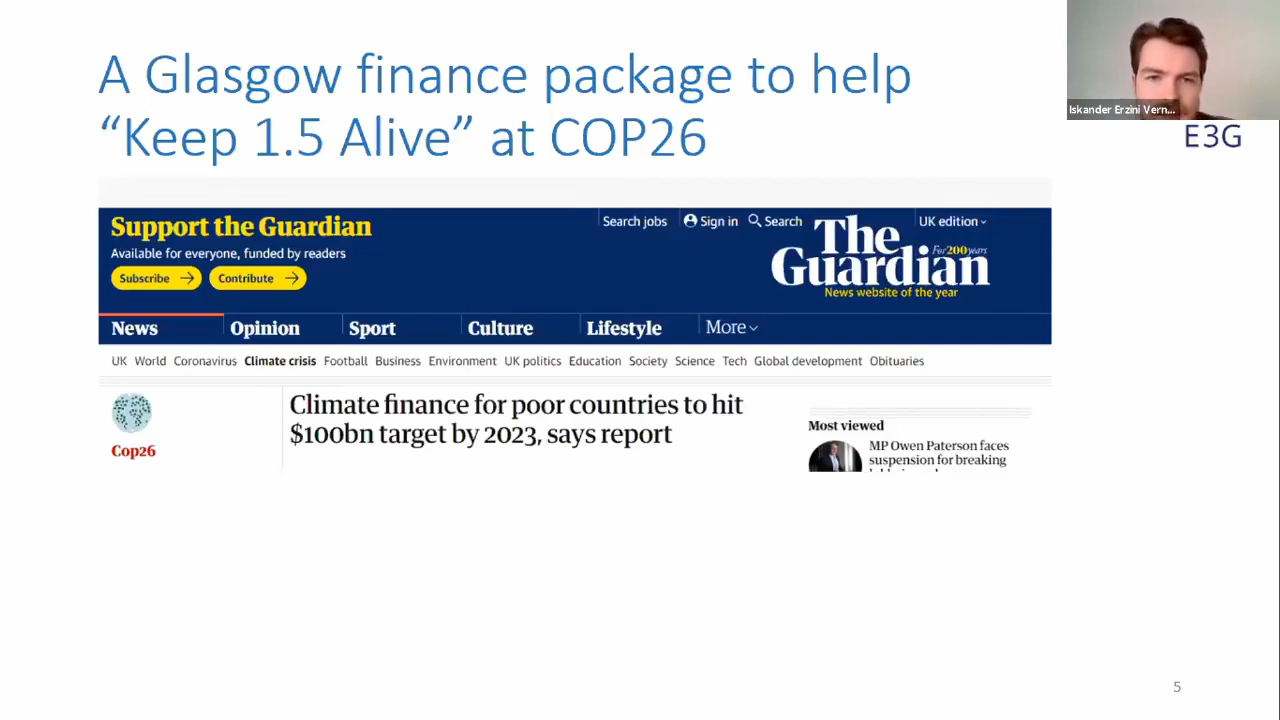 A Glasgow finance package to help
“Keep 1.5 Alive” at COP26
Iskander Erzini Vern...
E3G
Support the Guardian
Available for everyone, funded by readers
Subscribe
Contribute
Search jobs
Sign in
Search
UK edition
The
Guardian
For 200 years
News website of the year
News
Opinion
Sport
Culture
Lifestyle
More
UK World Coronavirus Climate crisis Football Business Environment UK politics Education Society Science Tech Global development Obituaries
Cop26
Climate finance for poor countries to hit
$100bn target by 2023, says report
Most viewed
MP Owen Paterson faces
suspension for breaking
5